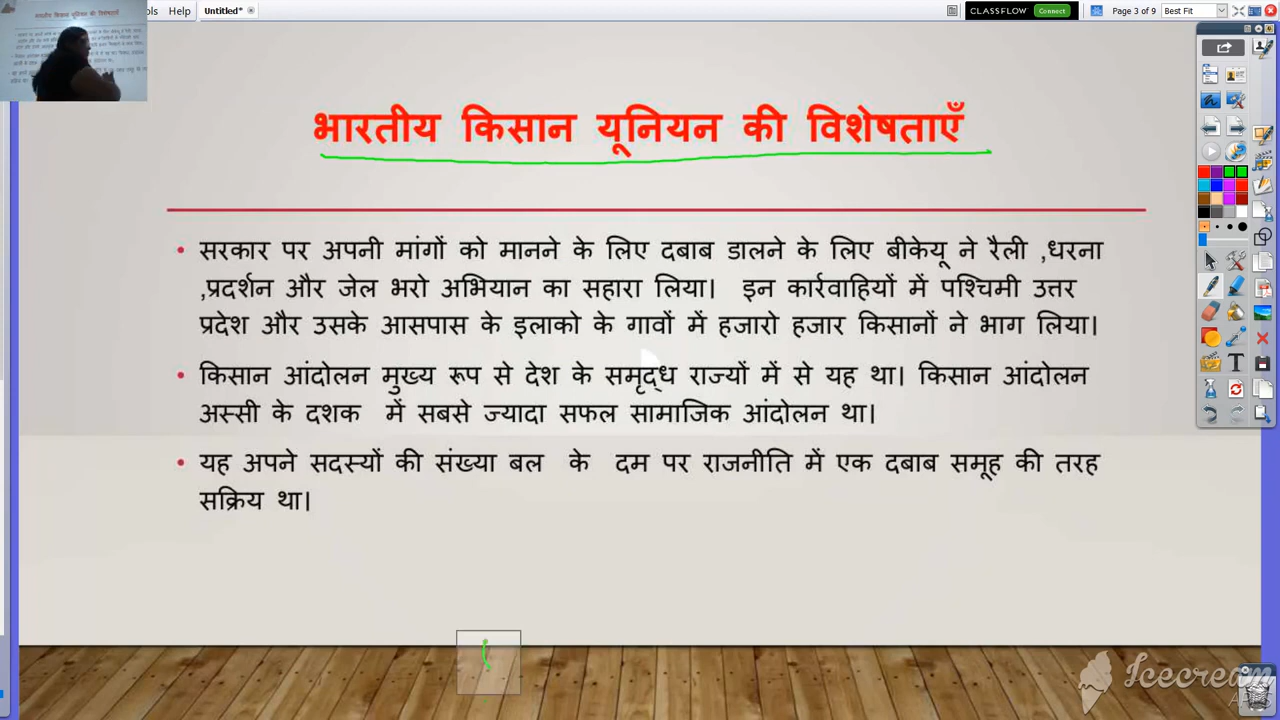 ols Help Untitled* CLASSFLOW Connect Page 3 of 9 Best Fit
भारतीय किसान यूनियन की विशेषताएँ
• सरकार पर अपनी मांगों को मानने के लिए दबाब डालने के लिए बीकेयू ने रैली ,धरना
,प्रदर्शन और जेल भरो अभियान का सहारा लिया। इन कार्रवाहियों में पश्चिमी उत्तर
प्रदेश और उसके आसपास के इलाको के गावों में हजारो हजार किसानों ने भाग लिया।
• किसान आंदोलन मुख्य रूप से देश के समृद्ध राज्यों में से यह था। किसान आंदोलन
अस्सी के दशक में सबसे ज्यादा सफल सामाजिक आंदोलन था।
• यह अपने सदस्यों की संख्या बल के दम पर राजनीति में एक दबाब समूह की तरह
सक्रिय था।
Icecream
APPS